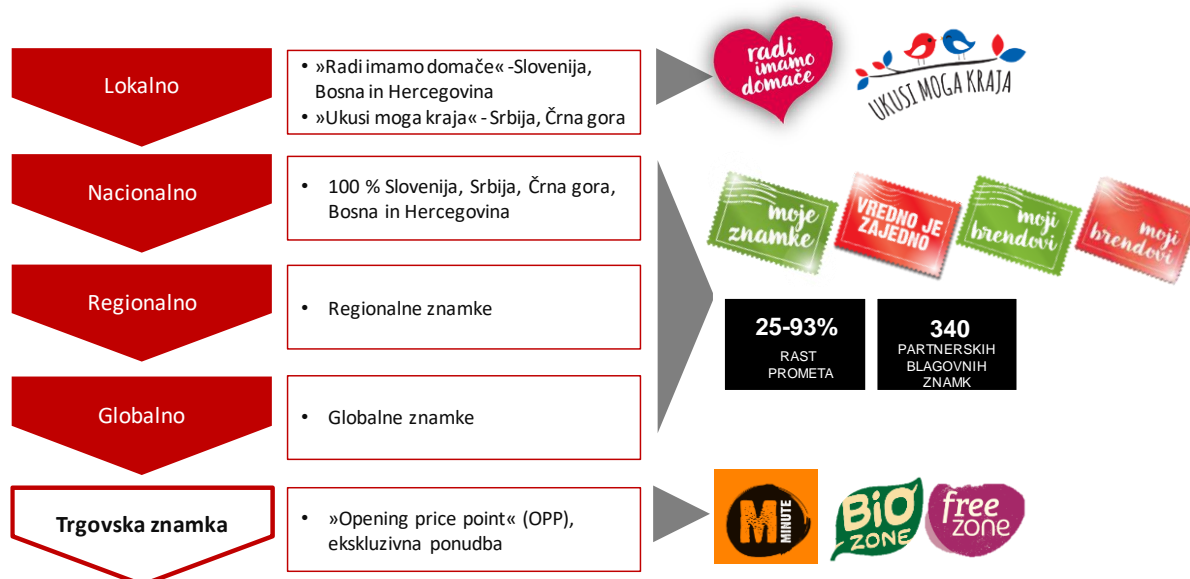 Lokalno
• »Radi imamo domače« -Slovenija,
Bosna in Hercegovina
• »Ukusi moga kraja« - Srbija, Črna gora
radi
imamo
domače
UKUSI MOGA KRAJA
Nacionalno
• 100 % Slovenija, Srbija, Črna gora,
Bosna in Hercegovina
moje
znamke
VREDNO JE
ZAJEDNO
moji
brendovi
moji
brendovi
Regionalno
• Regionalne znamke
25-93%
RAST
PROMETA
340
PARTNERSKIH
BLAGOVNIH
ZNAMK
Globalno
• Globalne znamke
Trgovska znamka
• »Opening price point« (OPP),
ekskluzivna ponudba
M
MINUTE
BiO
ZONE
free
zone